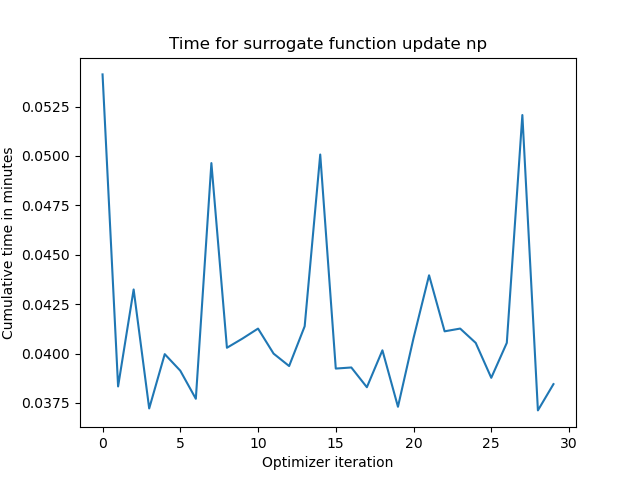 Time for surrogate function update np
Cumulative time in minutes
0.0525
0.0500
0.0475
0.0450
0.0425
0.0400
0.0375
0 5 10 15 20 25 30
Optimizer iteration